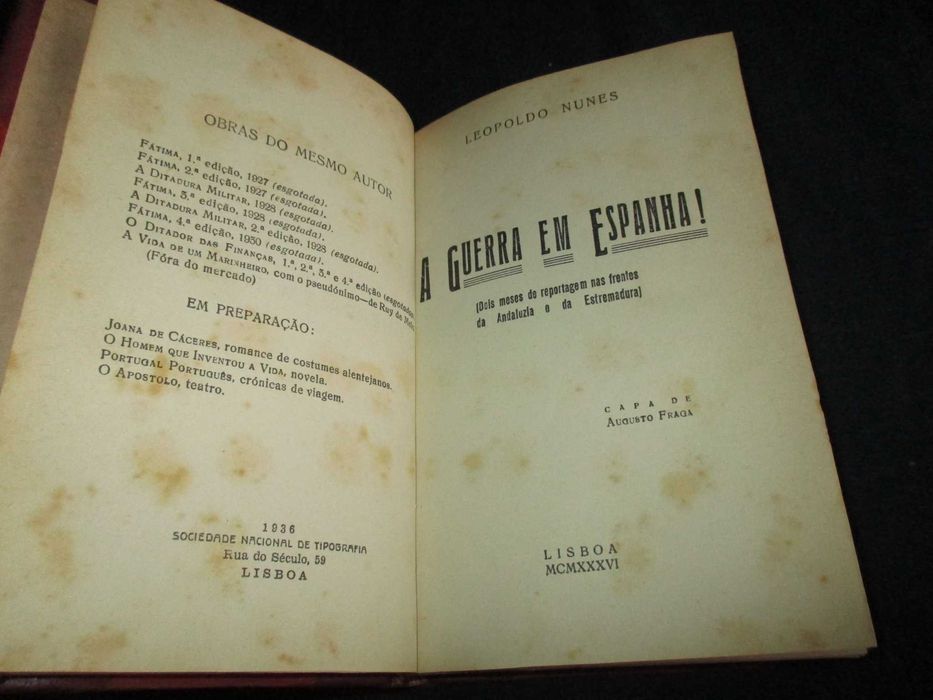 OBRAS DO MESMO AUTOR
FÁTIMA, 1.ª edição, 1927 (esgotada).
FÁTIMA, 2.ª edição, 1927 (esgotada).
A DITADURA MILITAR, 1928 (esgotada).
FÁTIMA, 3.ª edição, 1928 (esgotada).
A DITADURA MILITAR, 2.ª edição, 1928 (esgotada).
FÁTIMA, 4.ª edição, 1930 (esgotada).
O DITADOR DAS FINANÇAS, 1.ª, 2.ª, 3.ª e 4.ª edição (esgotadas
A VIDA DE UM MARINHEIRO, com o pseudónimo—de Ruy de
(Fóra do mercado)
EM PREPARAÇÃO:
JOANA DE CÁCERES, romance de costumes alentejanos.
O HOMEM QUE INVENTOU A VIDA, novela.
PORTUGAL PORTUGUÊS, crónicas de viagem.
O APOSTOLO, teatro.
1936
SOCIEDADE NACIONAL DE TIPOGRAFIA
Rua do Século, 59
LISBOA
LEOPOLDO NUNES
A GUERRA EM ESPANHA!
(Dois meses de reportagem nas frentes
da Andaluzia e da Estremadura)
CAPA DE
AUGUSTO FRAGA
LISBOA
MCMXXXVI